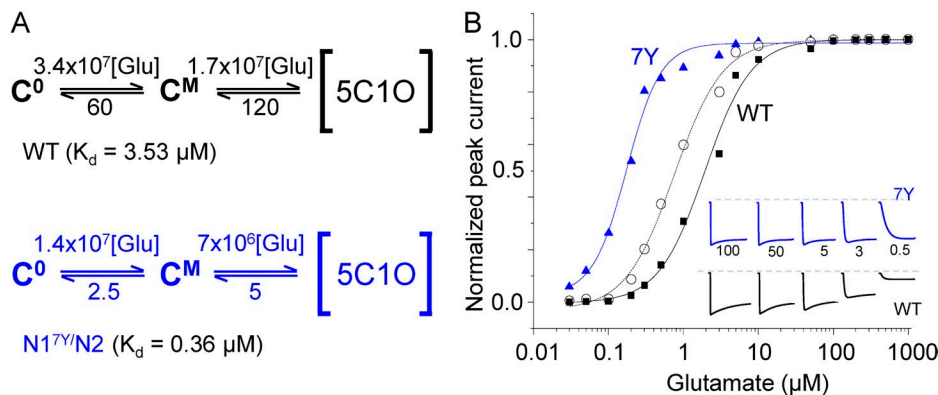 A
3.4x10⁷[Glu] 1.7x10⁷[Glu]
C⁰ Cᴹ [5C1O]
60 120
WT (K_d = 3.53 µM)
1.4x10⁷[Glu] 7x10⁶[Glu]
C⁰ Cᴹ [5C1O]
2.5 5
N1⁷ʸ/N2 (K_d = 0.36 µM)
B
Normalized peak current
1.0
0.5
0.0
7Y
WT
7Y
100 50 5 3 0.5
WT
0.01 0.1 1 10 100 1000
Glutamate (µM)